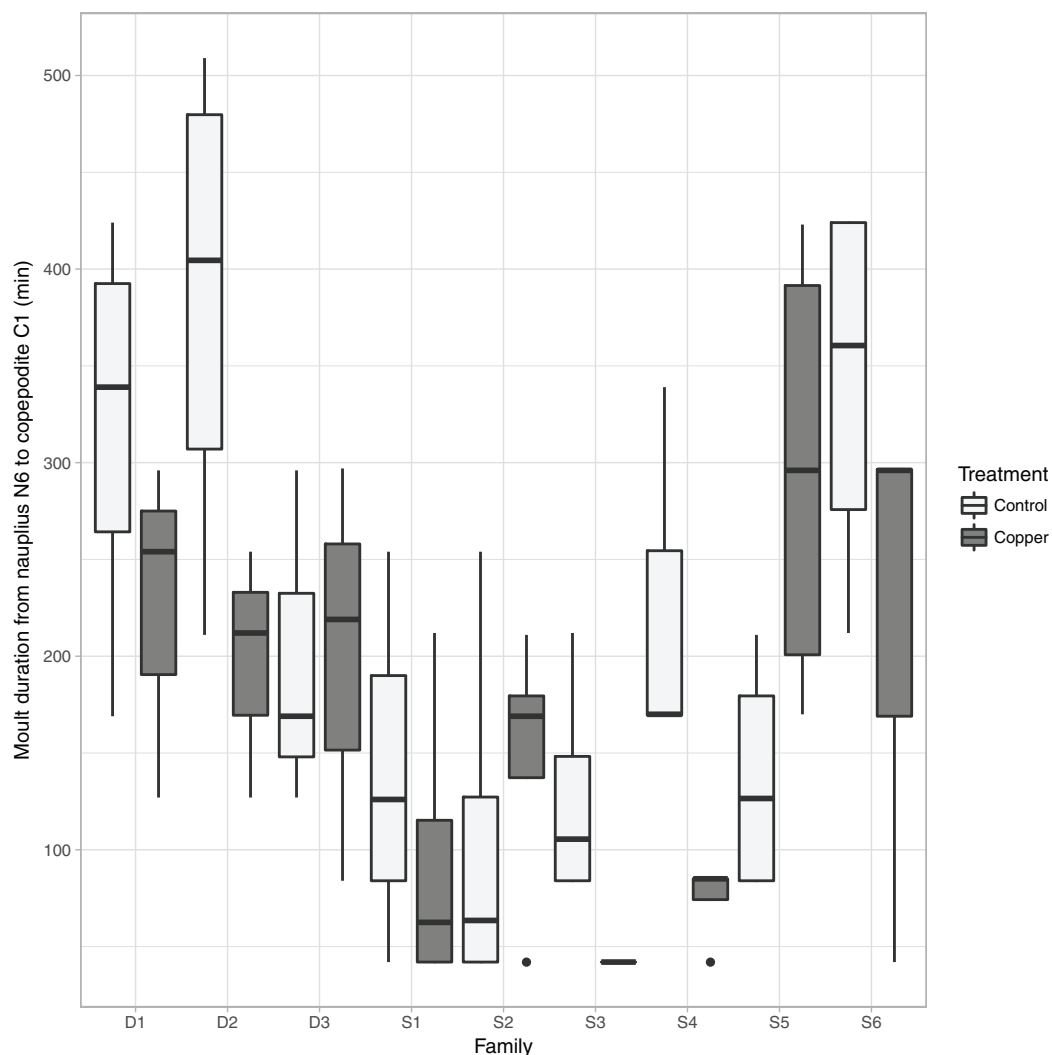 Moult duration from nauplius N6 to copepodite C1 (min)
500
400
300
200
100
D1 D2 D3 S1 S2 S3 S4 S5 S6
Family
Treatment
Control
Copper